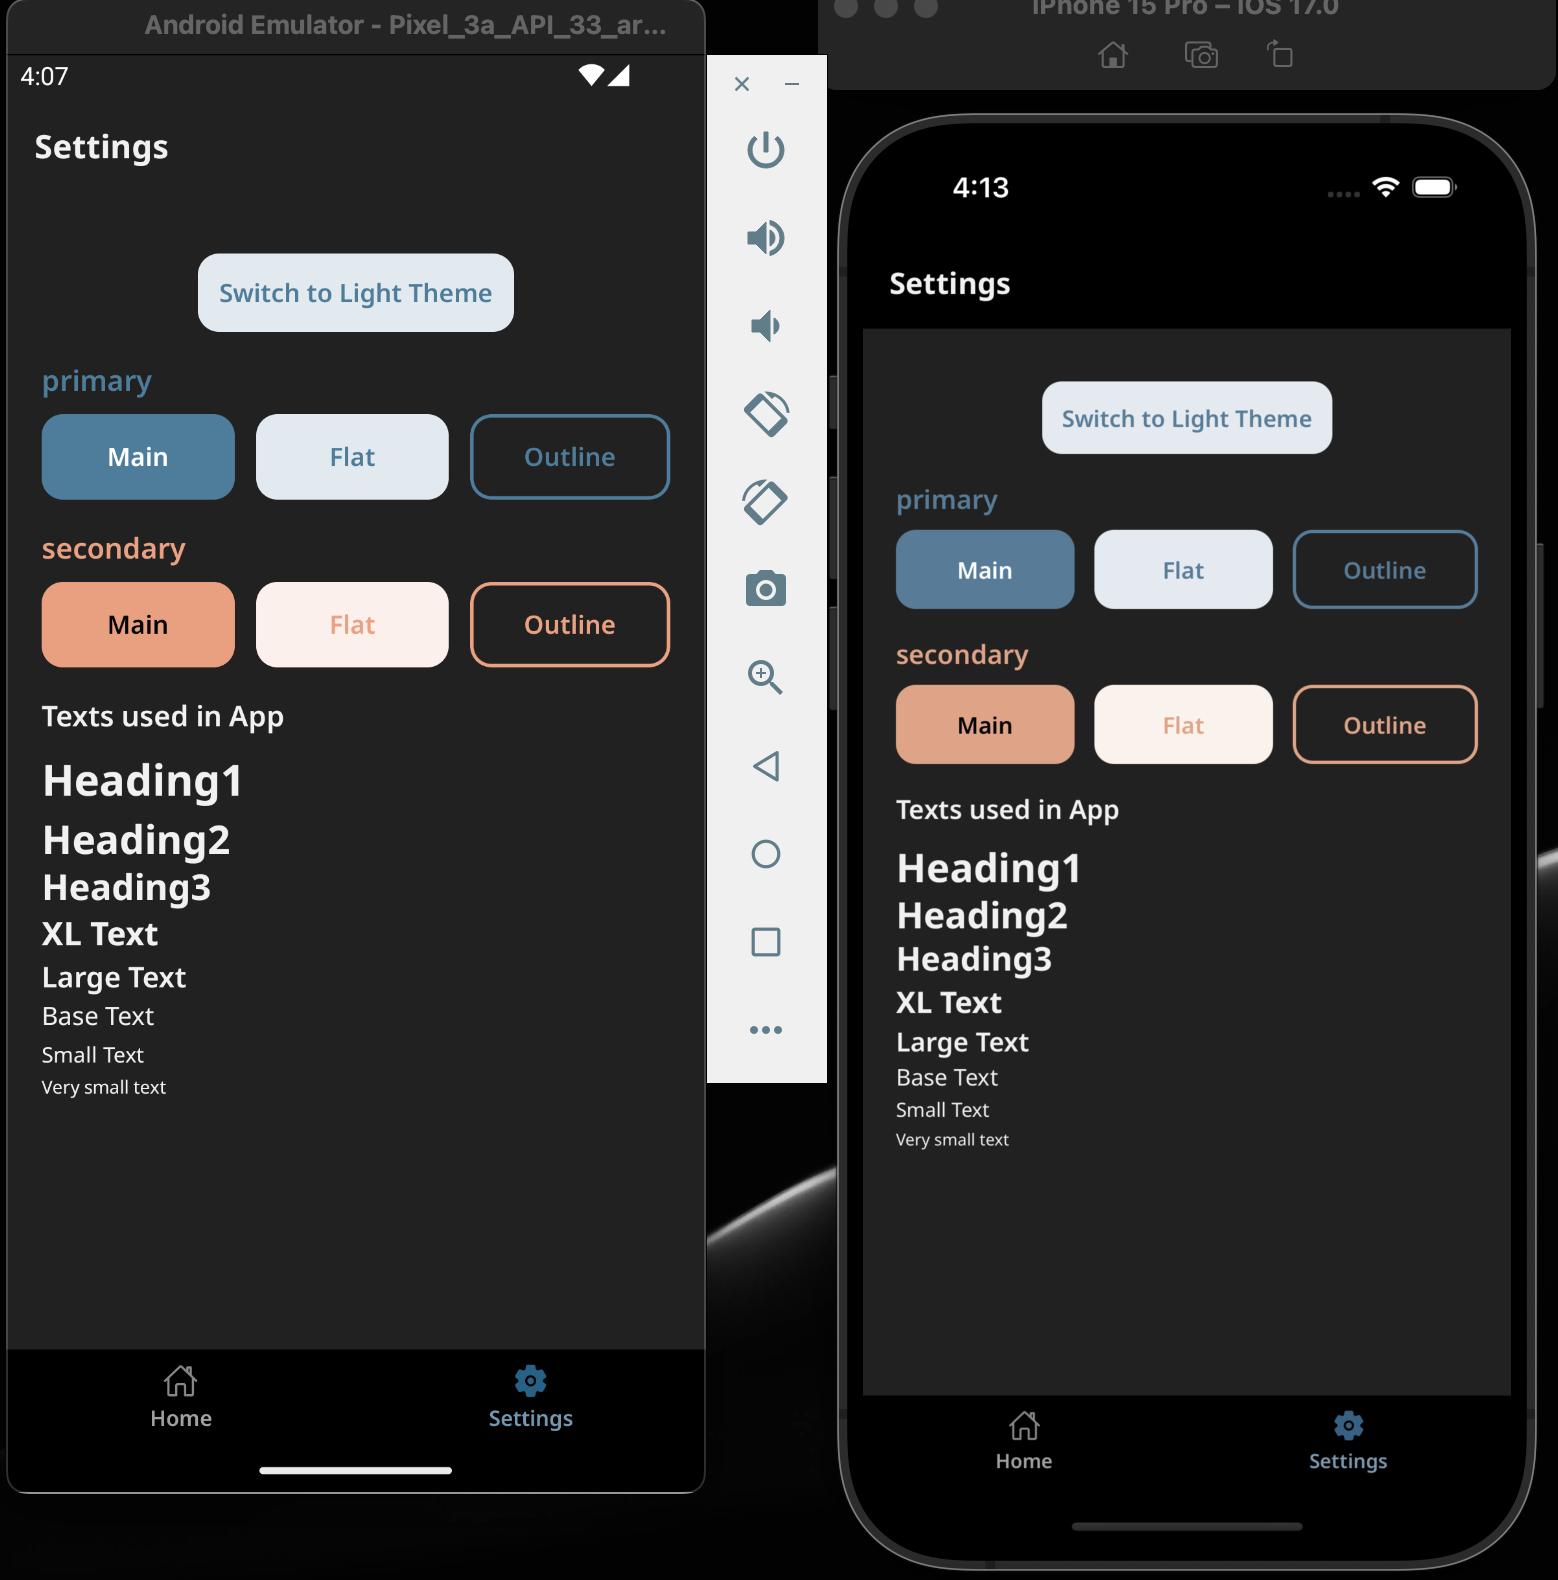 Android Emulator - Pixel_3a_API_33_ar...
4:07
Settings
Switch to Light Theme
primary
Main
Flat
Outline
secondary
Main
Flat
Outline
Texts used in App
Heading1
Heading2
Heading3
XL Text
Large Text
Base Text
Small Text
Very small text
Home
Settings
iPhone 15 Pro – iOS 17.0
4:13
Settings
Switch to Light Theme
primary
Main
Flat
Outline
secondary
Main
Flat
Outline
Texts used in App
Heading1
Heading2
Heading3
XL Text
Large Text
Base Text
Small Text
Very small text
Home
Settings